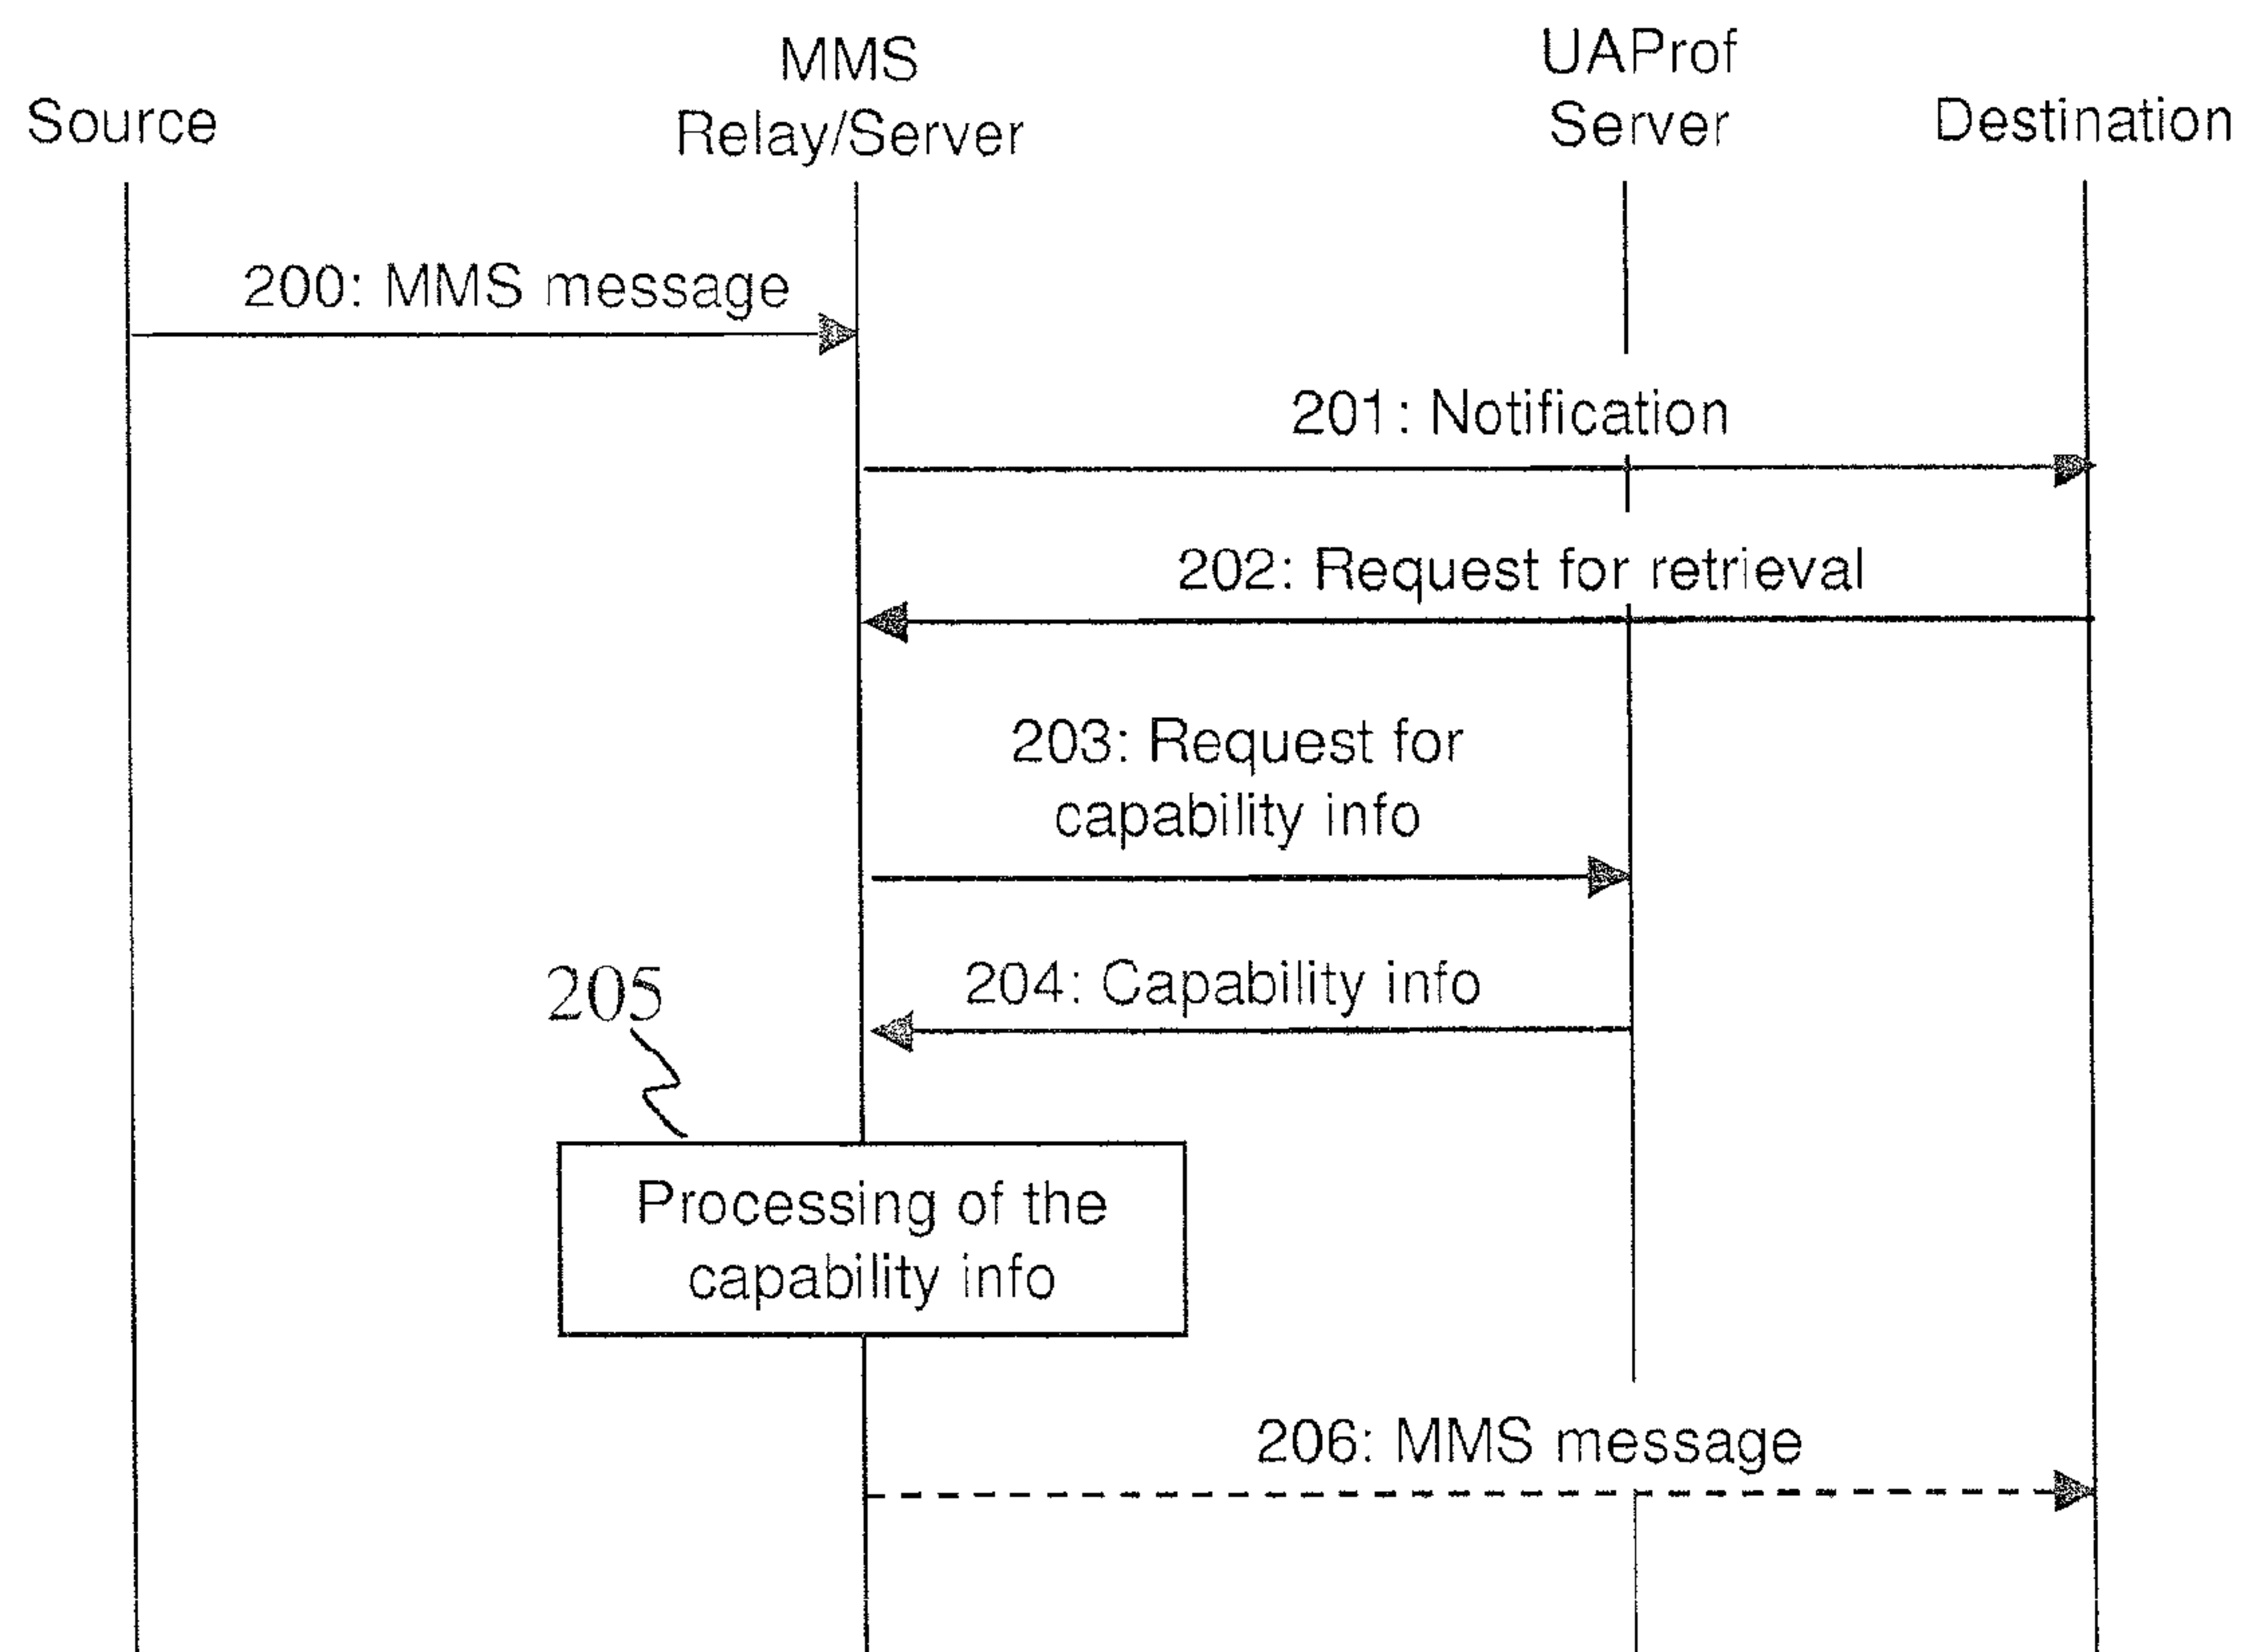 Source
MMS
Relay/Server
UAProf
Server
Destination
200: MMS message
201: Notification
202: Request for retrieval
203: Request for
capability info
204: Capability info
205
Processing of the
capability info
206: MMS message